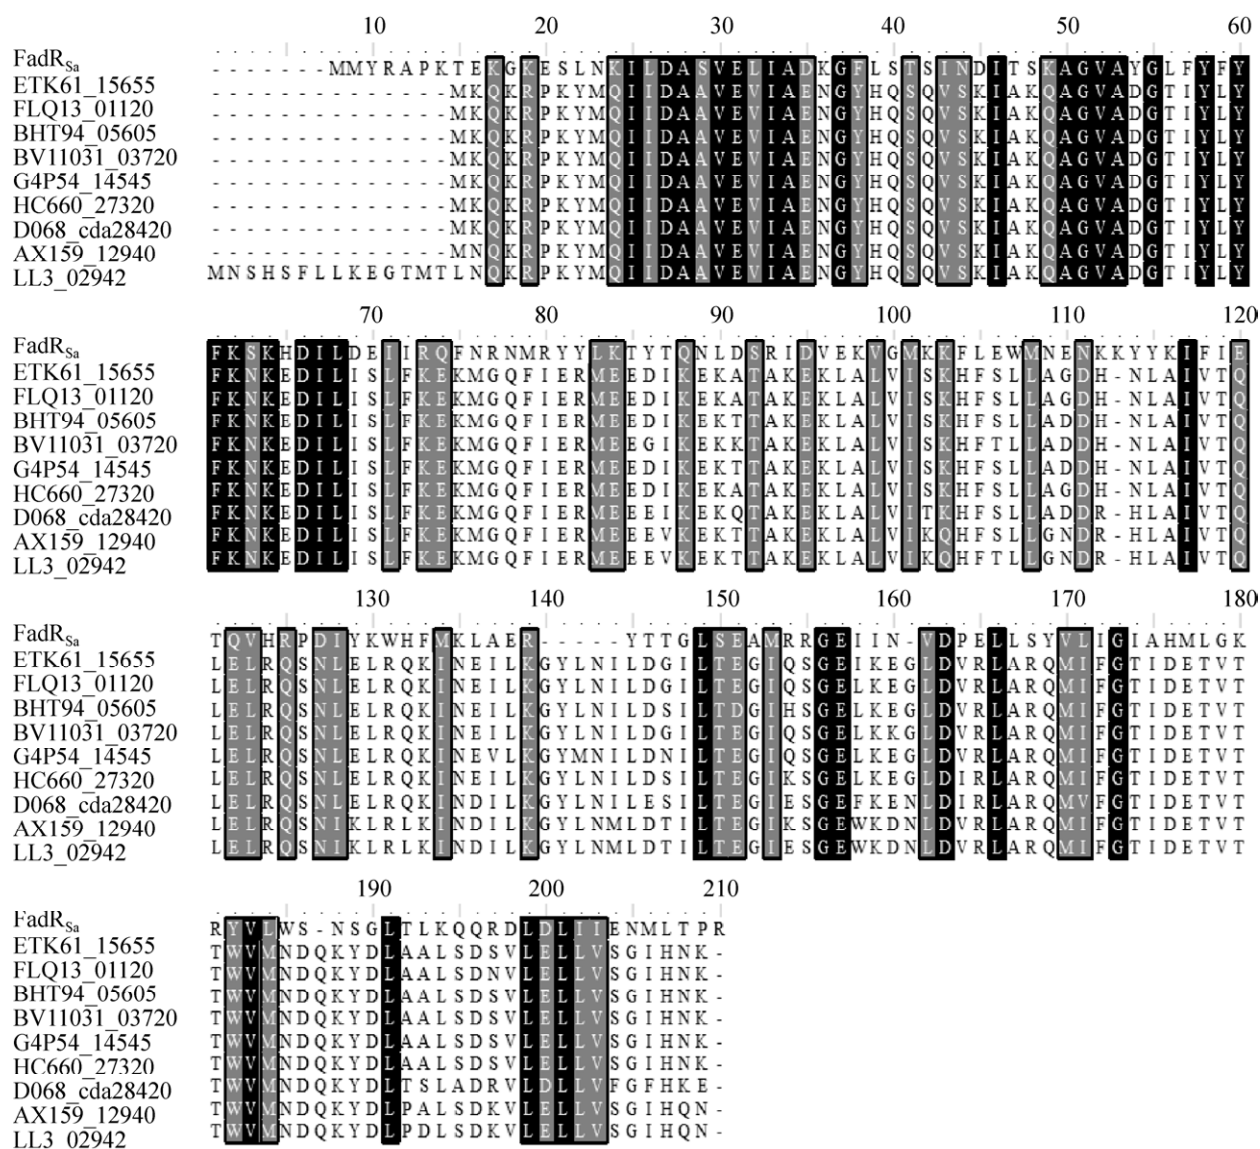 10 20 30 40 50 60
FadRSa -------MMYRAPKTEKGKESLNKILDASVELIADKGFLSTSINDITSKAGVAYGLFYFY
ETK61_15655 --------------MKQKRPKYMQIIDAAVEVIAENGYHQSQVSKIAKQAGVADGTIYLY
FLQ13_01120 --------------MKQKRPKYMQIIDAAVEVIAENGYHQSQVSKIAKQAGVADGTIYLY
BHT94_05605 --------------MKQKRPKYMQIIDAAVEVIAENGYHQSQVSKIAKQAGVADGTIYLY
BV11031_03720 --------------MKQKRPKYMQIIDAAVEVIAENGYHQSQVSKIAKQAGVADGTIYLY
G4P54_14545 --------------MKQKRPKYMQIIDAAVEVIAENGYHQSQVSKIAKQAGVADGTIYLY
HC660_27320 --------------MKQKRPKYMQIIDAAVEVIAENGYHQSQVSKIAKQAGVADGTIYLY
D068_cda28420 --------------MKQKRPKYMQIIDAAVEVIAENGYHQSQVSKIAKQAGVADGTIYLY
AX159_12940 --------------MNQKRPKYMQIIDAAVEVIAENGYHQSQVSKIAKQAGVADGTIYLY
LL3_02942 MNSHSFLLKEGTMTLNQKRPKYMQIIDAAVEVIAENGYHQSQVSKIAKQAGVADGTIYLY
70 80 90 100 110 120
FadRSa FKSKHDILDEIIRQFNRNMRYYLKTYTQNLDSRIDVEKVGMKKFLEWMNENKKYYKIFIE
ETK61_15655 FKNKEDILISLFKEKMGQFIERMEEDIKEKATAKEKLALVISKHFSLLAGDH-NLAIVTQ
FLQ13_01120 FKNKEDILISLFKEKMGQFIERMEEDIKEKATAKEKLALVISKHFSLLAGDH-NLAIVTQ
BHT94_05605 FKNKEDILISLFKEKMGQFIERMEEDIKEKTTAKEKLALVISKHFSLLADDH-NLAIVTQ
BV11031_03720 FKNKEDILISLFKEKMGQFIERMEEGIKEKKTAKEKLALVISKHFTLLADDH-NLAIVTQ
G4P54_14545 FKNKEDILISLFKEKMGQFIERMEEDIKEKTTAKEKLALVISKHFSLLADDH-NLAIVTQ
HC660_27320 FKNKEDILISLFKEKMGQFIERMEEDIKEKATAKEKLALVISKHFSLLAGDH-NLAIVTQ
D068_cda28420 FKNKEDILISLFKEKMGQFIERMEEEIKEKQTAKEKLALVITKHFSLLADDR-HLAIVTQ
AX159_12940 FKNKEDILISLFKEKMGQFIERMEEEVKEKTTAKEKLALVIKQHFSLLGNDR-HLAIVTQ
LL3_02942 FKNKEDILISLFKEKMGQFIERMEEEVKEKTTAKEKLALVIKQHFTLLGNDR-HLAIVTQ
130 140 150 160 170 180
FadRSa TQVHRPDLYKWHFMKLAER-----YTTGLSEAMRRGEIIN-VDPELLSYVLIGIAHMLGK
ETK61_15655 LELRQSNLELRQKINEILKGYLNILDGILTEGIQSGEIKEGLDVRLARQMIFGTIDETVT
FLQ13_01120 LELRQSNLELRQKINEILKGYLNILDGILTEGIQSGELKEGLDVRLARQMIFGTIDETVT
BHT94_05605 LELRQSNLELRQKINEILKGYLNILDSILTDGIHSGELKEGLDVRLARQMIFGTIDETVT
BV11031_03720 LELRQSNLELRQKINEILKGYLNILDGILTEGIQSGELKKGLDVRLARQMIFGTIDETVT
G4P54_14545 LELRQSNLELRQKINEVLKGYMNILDNILTEGIQSGELKEGLDVRLARQMIFGTIDETVT
HC660_27320 LELRQSNLELRQKINEILKGYLNILDSILTEGIKSGELKEGLDIRLARQMIFGTIDETVT
D068_cda28420 LELRQSNLELRQKINDILKGYLNILESILTEGIESGEFKENLDIRLARQMVFGTIDETVT
AX159_12940 LELRQSNIKLRLKINDILKGYLNMLDTILTEGIKSGEWKDNLDVRLARQMIFGTIDETVT
LL3_02942 LELRQSNIKLRLKINDILKGYLNMLDTILTEGIESGEWKDNLDVRLARQMIFGTIDETVT
190 200 210
FadRSa RYVLWS-NSGLTLKQQRDLDLIIENMLTPR
ETK61_15655 TWVMNDQKYDLAALSDSVLELLVSGIHNK-
FLQ13_01120 TWVMNDQKYDLAALSDNVLELLVSGIHNK-
BHT94_05605 TWVMNDQKYDLAALSDSVLELLVSGIHNK-
BV11031_03720 TWVMNDQKYDLAALSDSVLELLVSGIHNK-
G4P54_14545 TWVMNDQKYDLAALSDSVLELLVSGIHNK-
HC660_27320 TWVMNDQKYDLAALSDSVLELLVSGIHNK-
D068_cda28420 TWVMNDQKYDLTSLADRVLDLLVFGFHKE-
AX159_12940 TWVMNDQKYDLPALSDKVLELLVSGIHQN-
LL3_02942 TWVMNDQKYDLPDLSDKVLELLVSGIHQN-